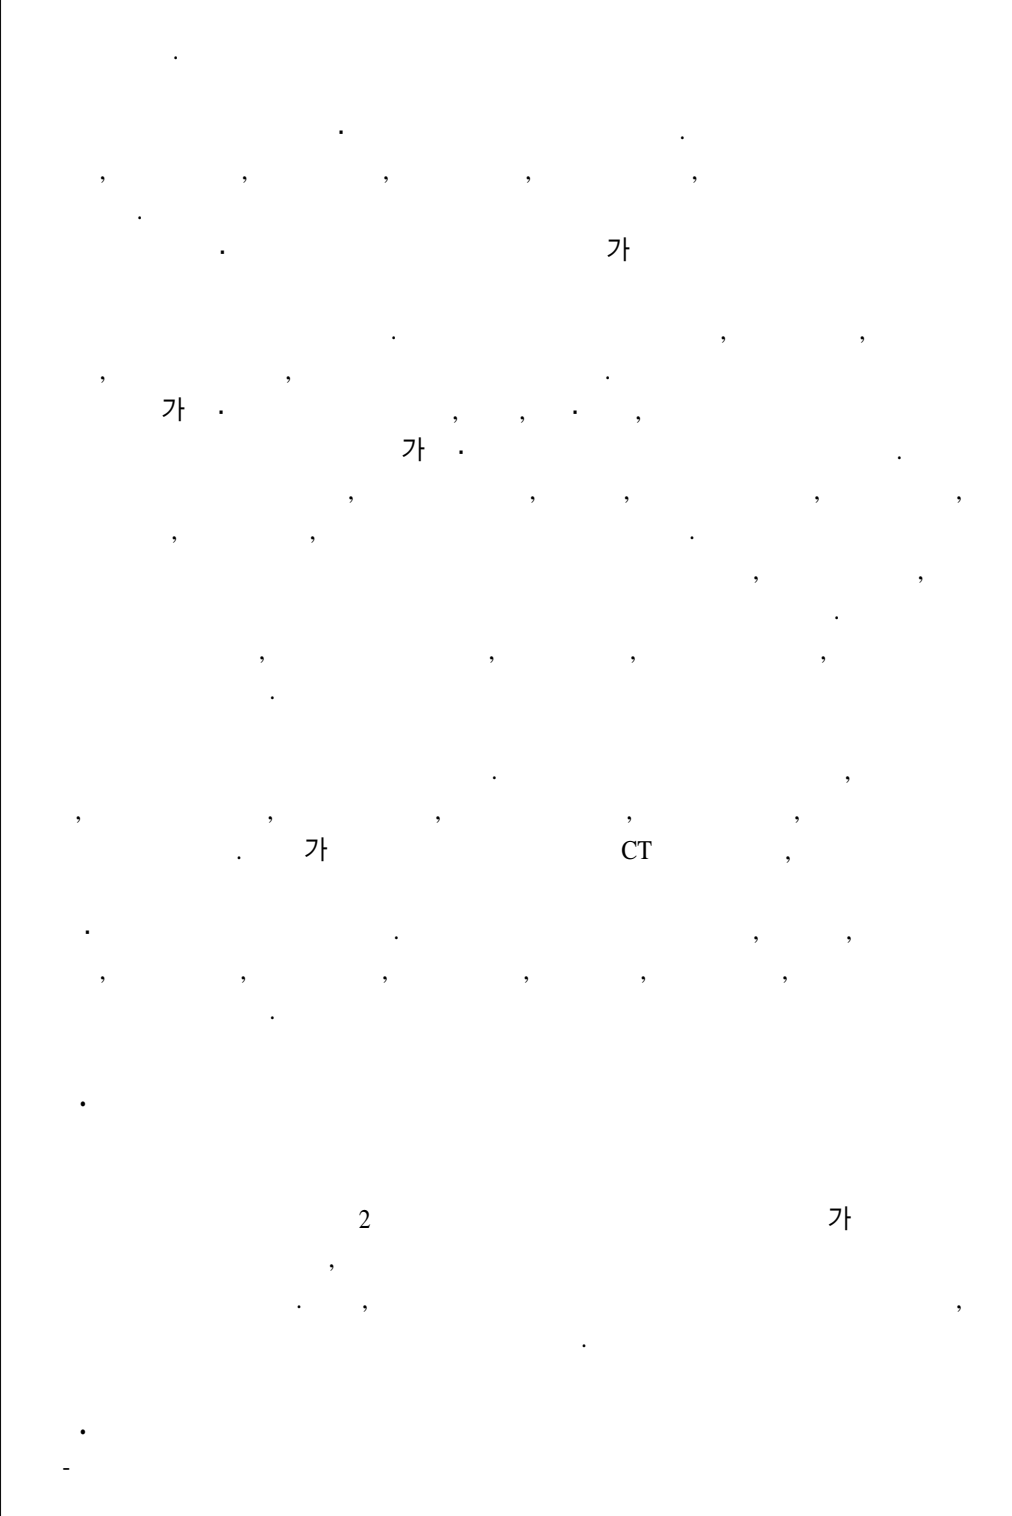 .
· .
, , , , ,
.
· 가
. , ,
, , .
가 · , , · ,
가 · .
, , , , ,
, , .
, ,
.
, , , ,
.
. ,
, , , , ,
. 가 CT ,
· . , ,
, , , , , ,
.
·
2 가
,
. , ,
.
·
-